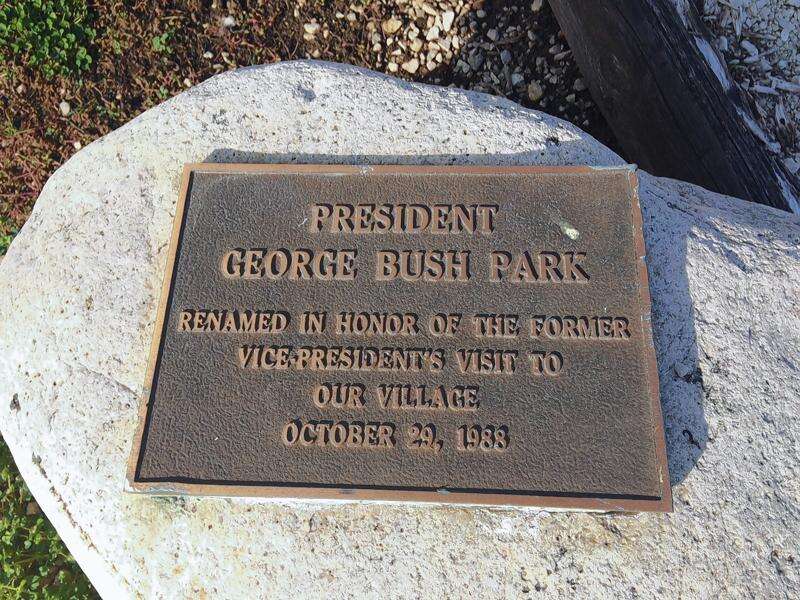 PRESIDENT
GEORGE BUSH PARK
RENAMED IN HONOR OF THE FORMER
VICE-PRESIDENT'S VISIT TO
OUR VILLAGE
OCTOBER 29, 1988